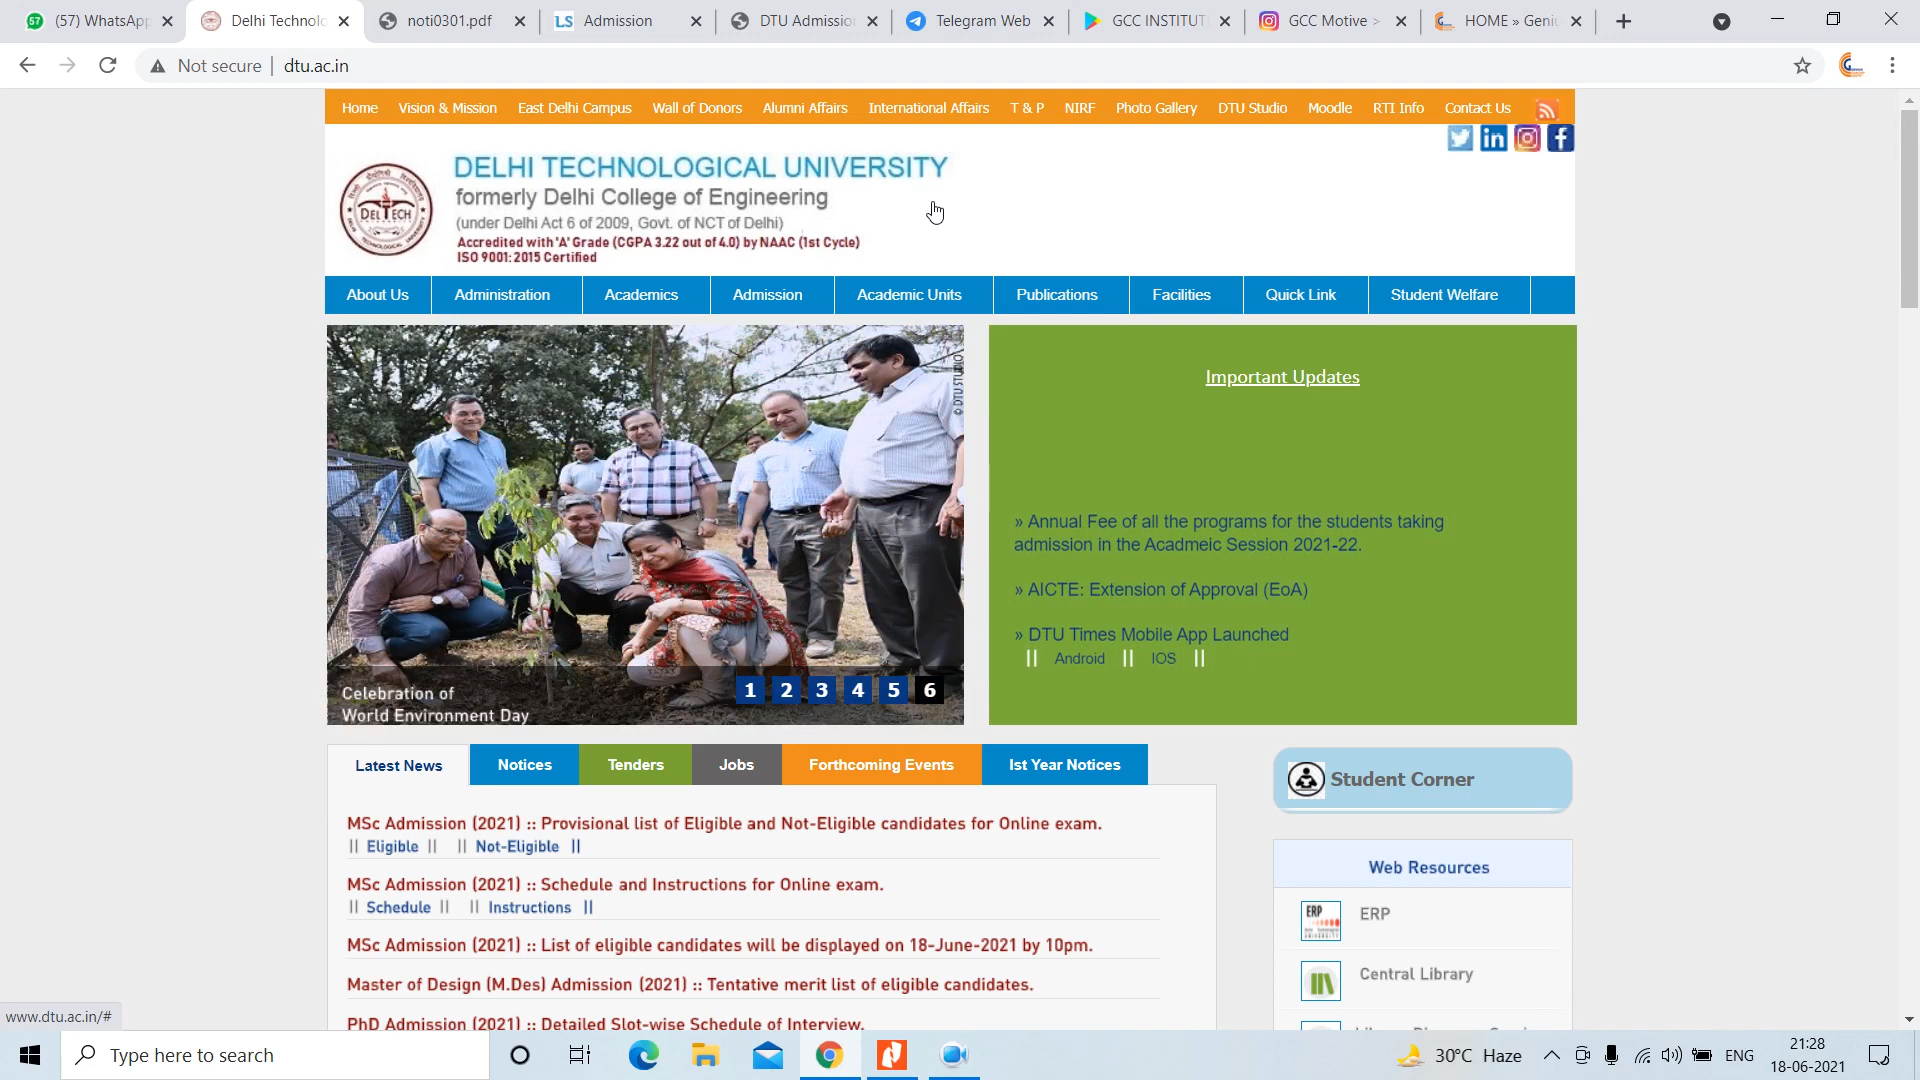 (57) WhatsApp
Delhi Technolo
noti0301.pdf
LS Admission
DTU Admissio
Telegram Web
GCC INSTITUT
GCC Motive >
HOME » Geni
Not secure | dtu.ac.in
Home Vision & Mission East Delhi Campus Wall of Donors Alumni Affairs International Affairs T & P NIRF Photo Gallery DTU Studio Moodle RTI Info Contact Us
DELTECH
DELHI TECHNOLOGICAL UNIVERSITY
formerly Delhi College of Engineering
(under Delhi Act 6 of 2009, Govt. of NCT of Delhi)
Accredited with 'A' Grade (CGPA 3.22 out of 4.0) by NAAC (1st Cycle)
ISO 9001:2015 Certified
About Us Administration Academics Admission Academic Units Publications Facilities Quick Link Student Welfare
© DTU STUDIO
Celebration of
World Environment Day
1 2 3 4 5 6
Important Updates
» Annual Fee of all the programs for the students taking
admission in the Acadmeic Session 2021-22.
» AICTE: Extension of Approval (EoA)
» DTU Times Mobile App Launched
|| Android || IOS ||
Latest News Notices Tenders Jobs Forthcoming Events Ist Year Notices
MSc Admission (2021) :: Provisional list of Eligible and Not-Eligible candidates for Online exam.
|| Eligible || || Not-Eligible ||
MSc Admission (2021) :: Schedule and Instructions for Online exam.
|| Schedule || || Instructions ||
MSc Admission (2021) :: List of eligible candidates will be displayed on 18-June-2021 by 10pm.
Master of Design (M.Des) Admission (2021) :: Tentative merit list of eligible candidates.
PhD Admission (2021) :: Detailed Slot-wise Schedule of Interview.
Student Corner
Web Resources
ERP ERP
Central Library
www.dtu.ac.in/#
Type here to search
30°C Haze
ENG
21:28
18-06-2021